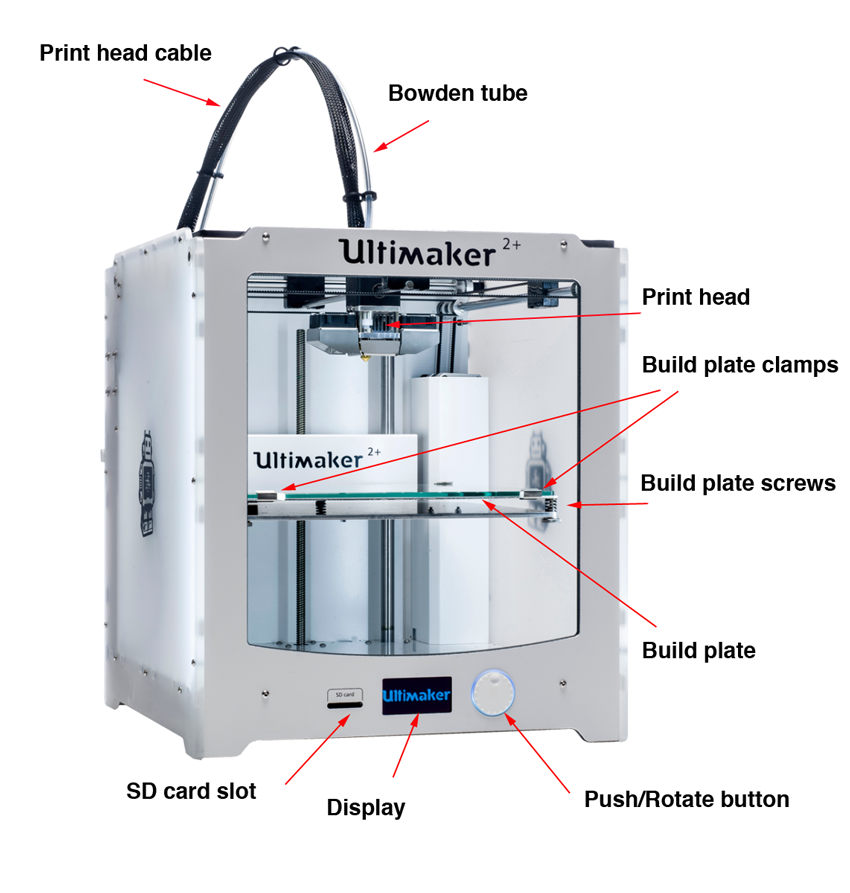 Print head cable
Bowden tube
Ultimaker 2+
Print head
Build plate clamps
Ultimaker 2+
Build plate screws
Build plate
SD card
Ultimaker
SD card slot
Display
Push/Rotate button